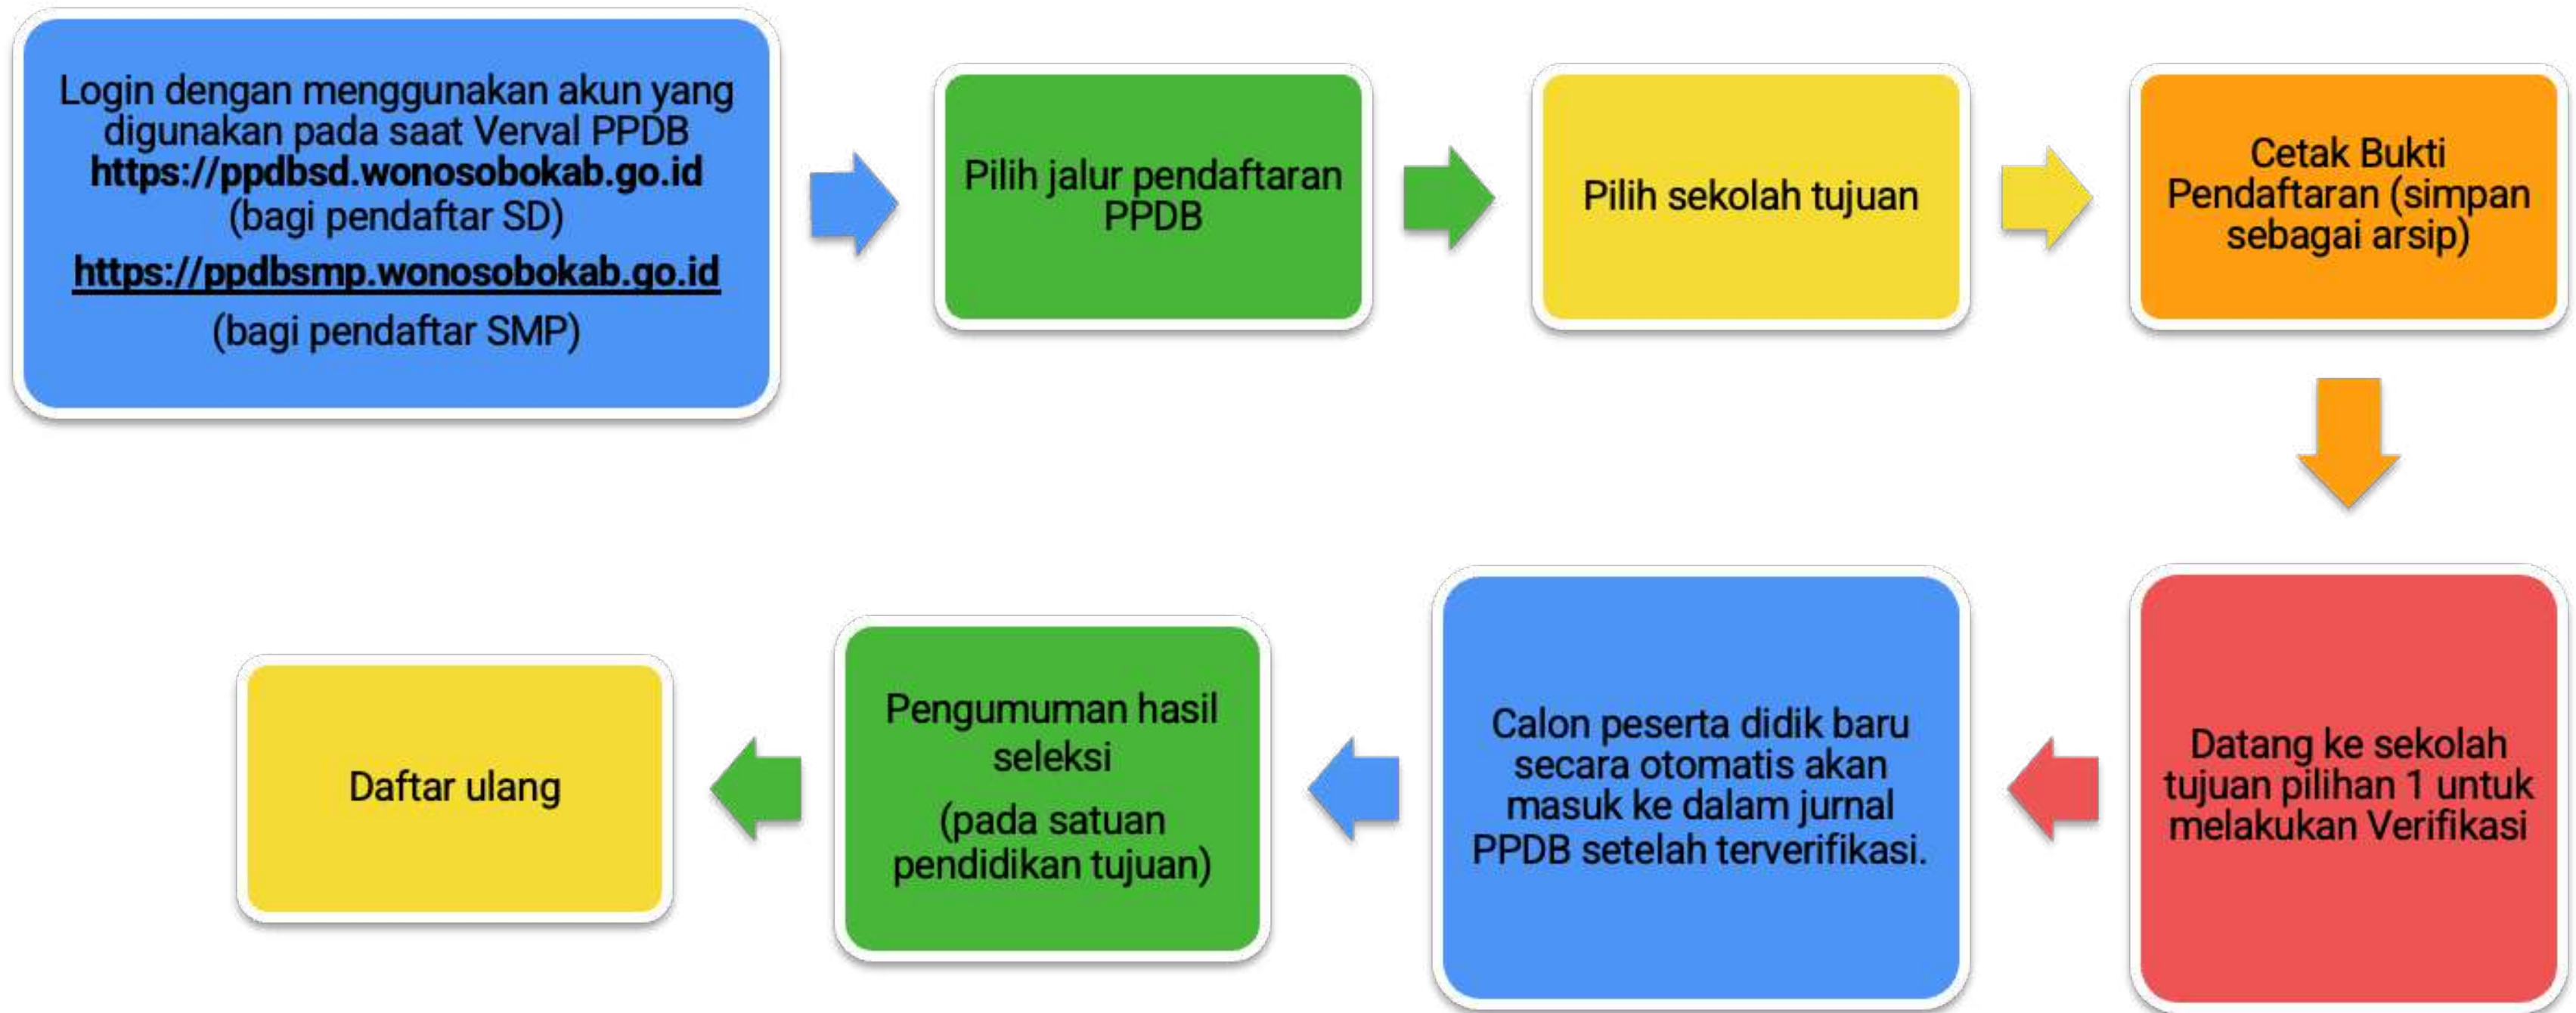 Login dengan menggunakan akun yang
digunakan pada saat Verval PPDB
https://ppdbsd.wonosobokab.go.id
(bagi pendaftar SD)
https://ppdbsmp.wonosobokab.go.id
(bagi pendaftar SMP)
Pilih jalur pendaftaran
PPDB
Pilih sekolah tujuan
Cetak Bukti
Pendaftaran (simpan
sebagai arsip)
Datang ke sekolah
tujuan pilihan 1 untuk
melakukan Verifikasi
Calon peserta didik baru
secara otomatis akan
masuk ke dalam jurnal
PPDB setelah terverifikasi.
Pengumuman hasil
seleksi
(pada satuan
pendidikan tujuan)
Daftar ulang